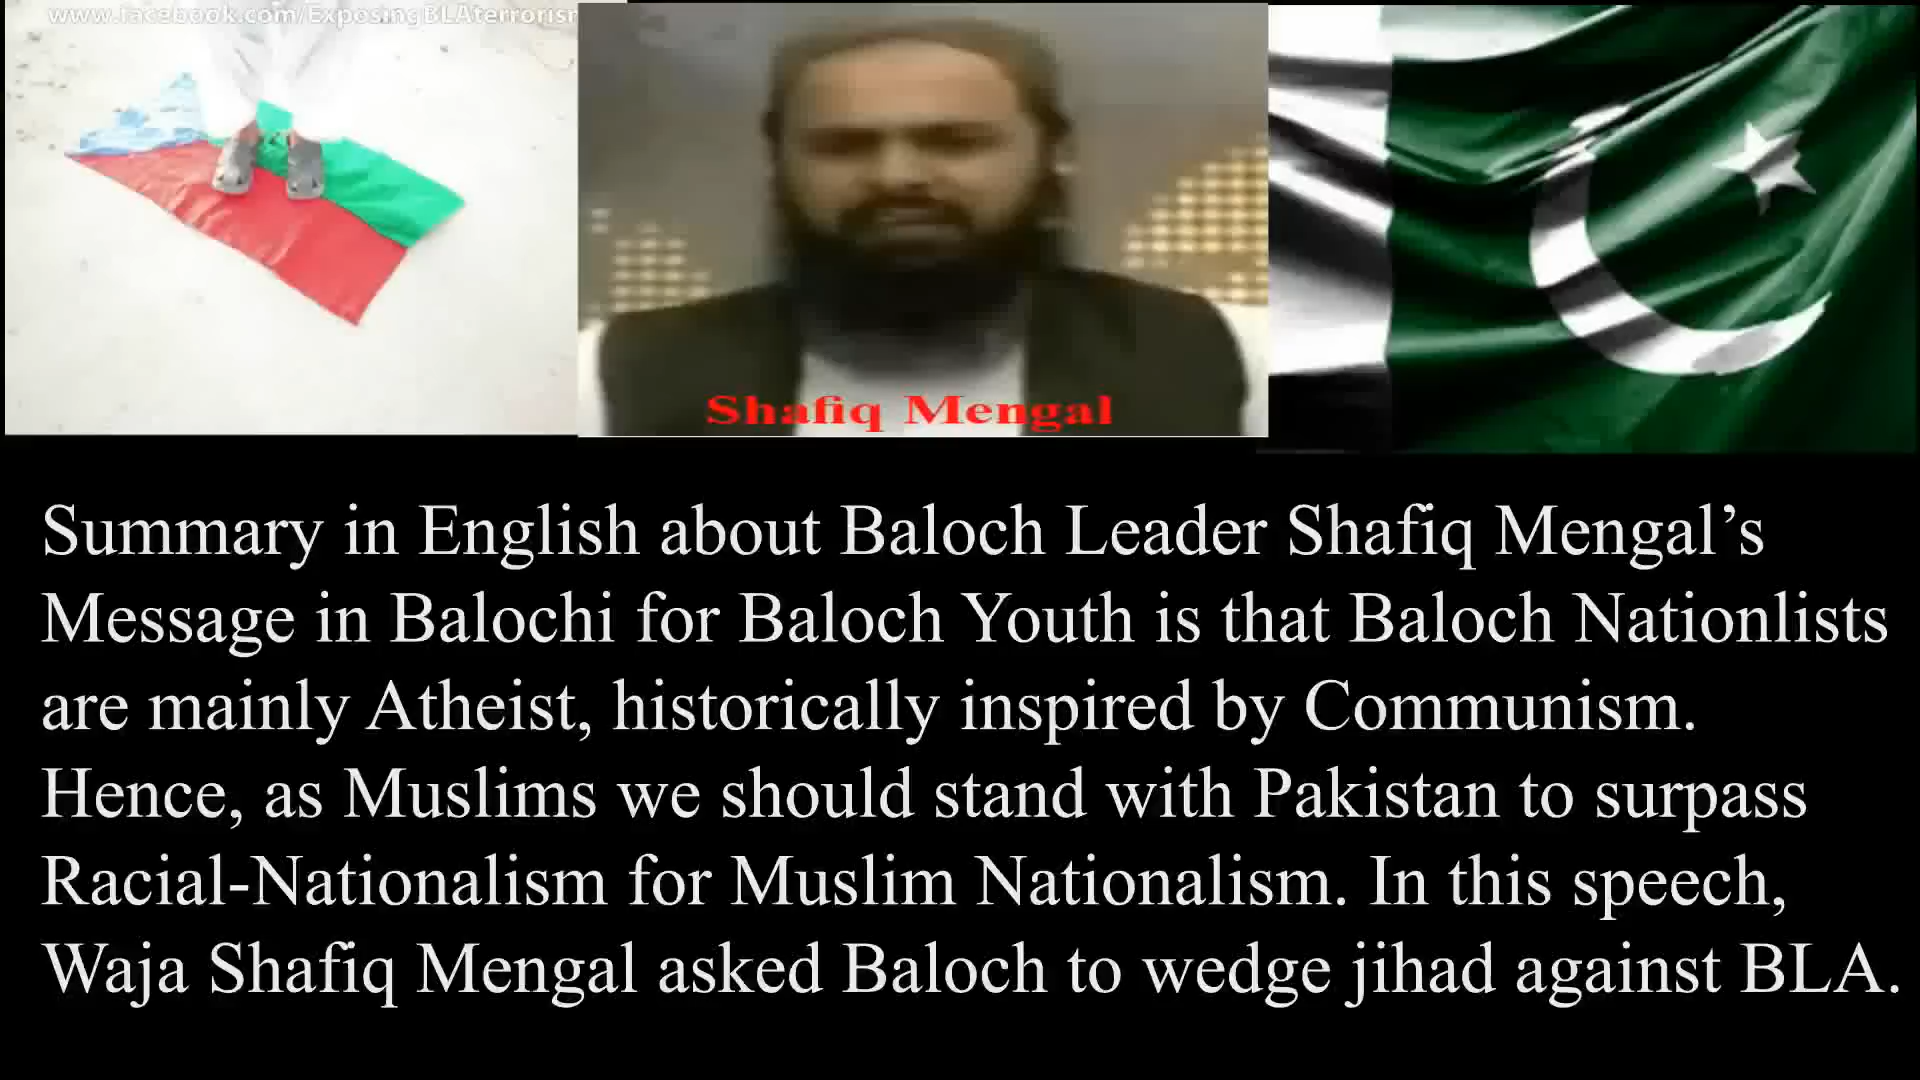 www.facebook.com/ExposingBLAterrorism
Shafiq Mengal
Summary in English about Baloch Leader Shafiq Mengal’s
Message in Balochi for Baloch Youth is that Baloch Nationlists
are mainly Atheist, historically inspired by Communism.
Hence, as Muslims we should stand with Pakistan to surpass
Racial-Nationalism for Muslim Nationalism. In this speech,
Waja Shafiq Mengal asked Baloch to wedge jihad against BLA.